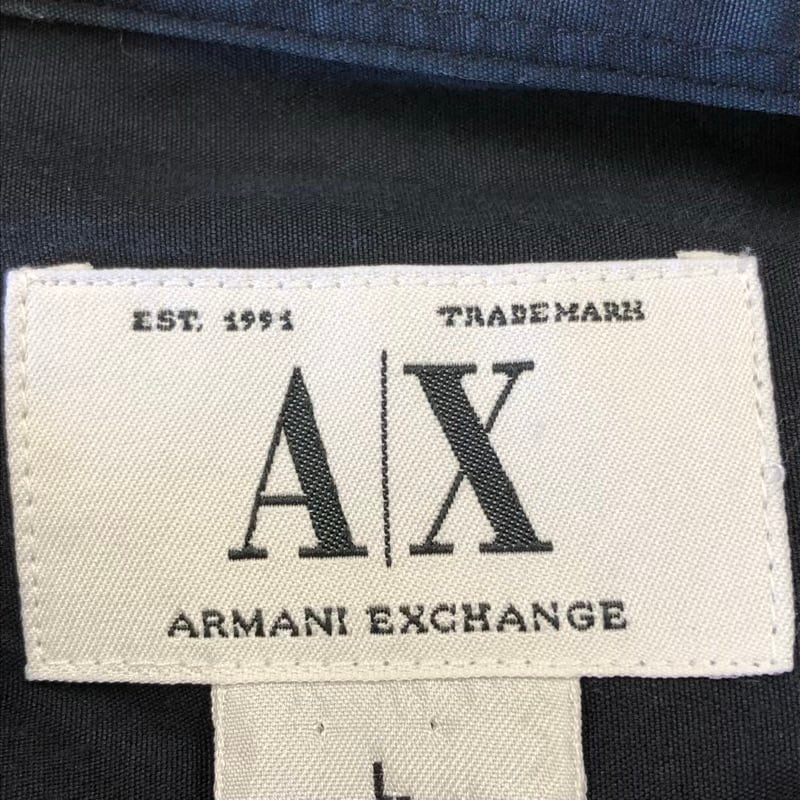 EST. 1991 TRADEMARK
A|X
ARMANI EXCHANGE
L